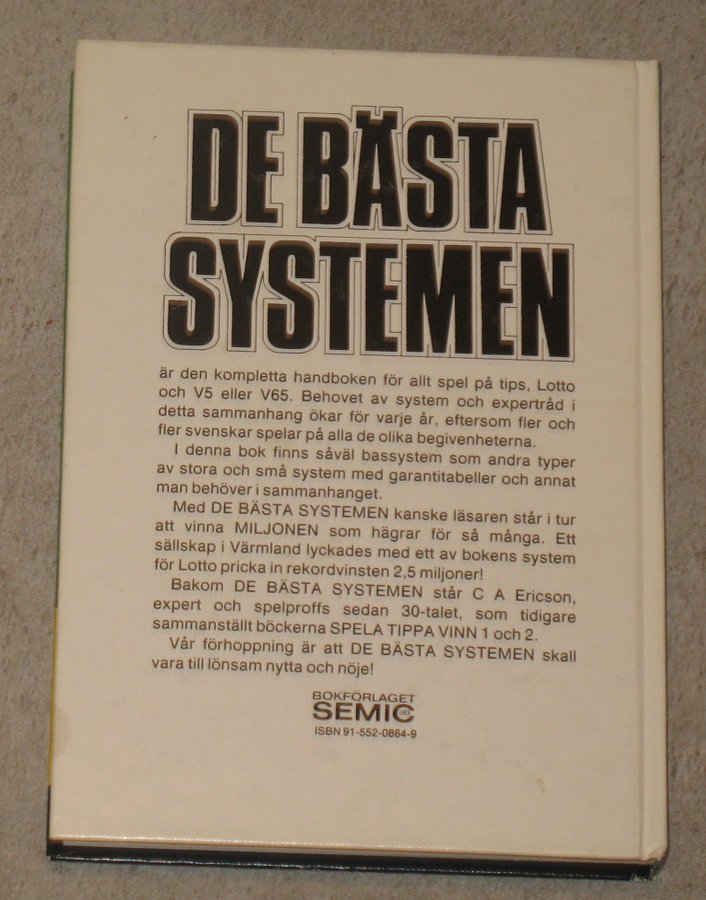 DE BÄSTA
SYSTEMEN
är den kompletta handboken för allt spel på tips, Lotto
och V5 eller V65. Behovet av system och expertråd i
detta sammanhang ökar för varje år, eftersom fler och
fler svenskar spelar på alla de olika begivenheterna.
I denna bok finns såväl bassystem som andra typer
av stora och små system med garantitabeller och annat
man behöver i sammanhanget.
Med DE BÄSTA SYSTEMEN kanske läsaren står i tur
att vinna MILJONEN som hägrar för så många. Ett
sällskap i Värmland lyckades med ett av bokens system
för Lotto pricka in rekordvinsten 2,5 miljoner!
Bakom DE BÄSTA SYSTEMEN står C A Ericson,
expert och spelproffs sedan 30-talet, som tidigare
sammanställt böckerna SPELA TIPPA VINN 1 och 2.
Vår förhoppning är att DE BÄSTA SYSTEMEN skall
vara till lönsam nytta och nöje!
BOKFÖRLAGET
SEMIC ab
ISBN 91-552-0864-9